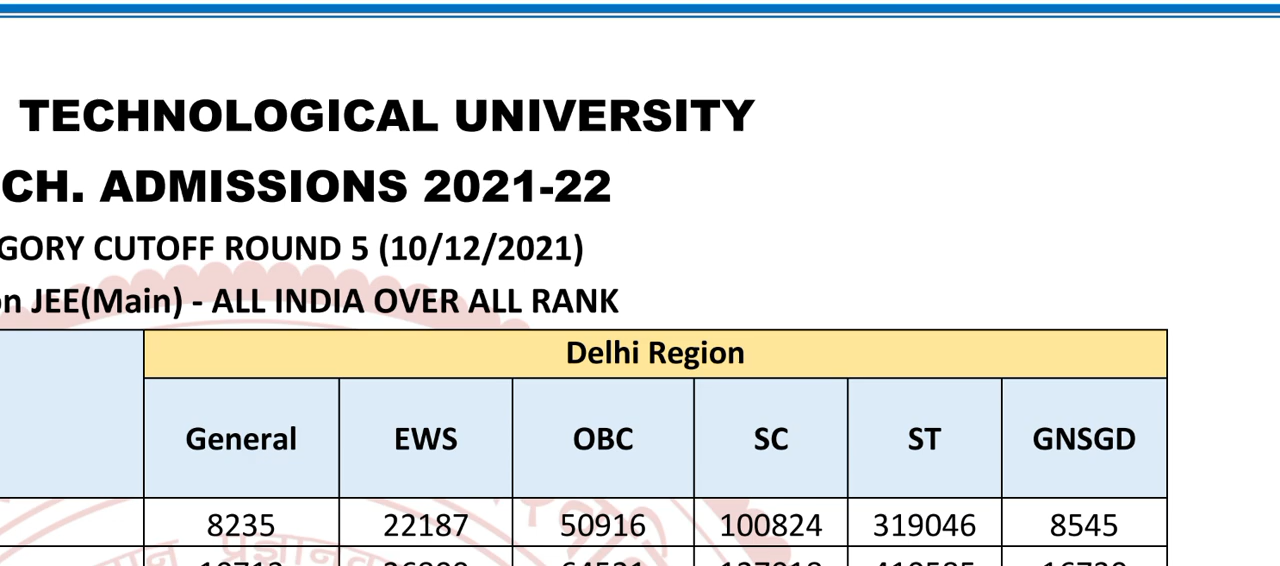 TECHNOLOGICAL UNIVERSITY
CH. ADMISSIONS 2021-22
GORY CUTOFF ROUND 5 (10/12/2021)
on JEE(Main) - ALL INDIA OVER ALL RANK
Delhi Region
General EWS OBC SC ST GNSGD
8235 22187 50916 100824 319046 8545